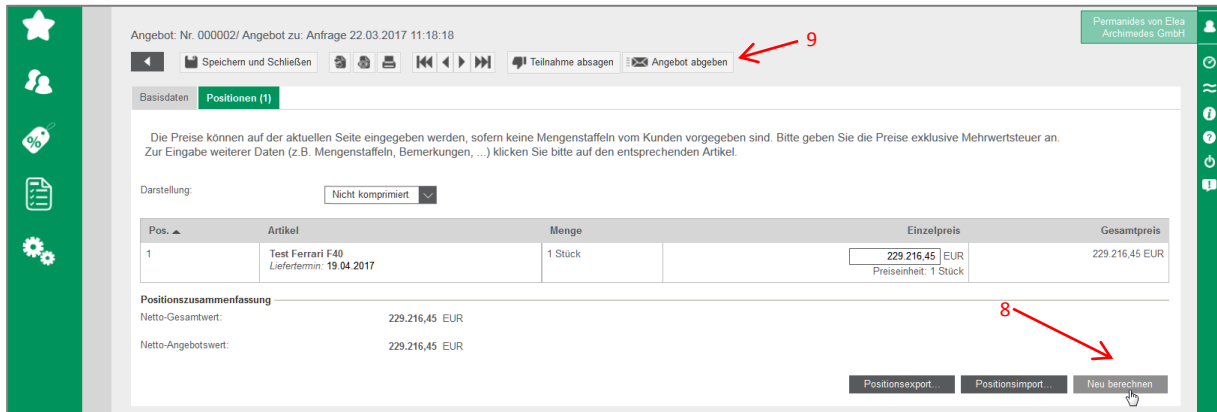 Permanides von Elea
Archimedes GmbH
Angebot: Nr. 000002/ Angebot zu: Anfrage 22.03.2017 11:18:18
9
Speichern und Schließen Teilnahme absagen Angebot abgeben
Basisdaten Positionen (1)
Die Preise können auf der aktuellen Seite eingegeben werden, sofern keine Mengenstaffeln vom Kunden vorgegeben sind. Bitte geben Sie die Preise exklusive Mehrwertsteuer an.
Zur Eingabe weiterer Daten (z.B. Mengenstaffeln, Bemerkungen, ...) klicken Sie bitte auf den entsprechenden Artikel.
Darstellung: Nicht komprimiert
Pos. Artikel Menge Einzelpreis Gesamtpreis
1 Test Ferrari F40 1 Stück 229.216,45 EUR 229.216,45 EUR
Liefertermin: 19.04.2017 Preiseinheit: 1 Stück
Positionszusammenfassung
8
Netto-Gesamtwert: 229.216,45 EUR
Netto-Angebotswert: 229.216,45 EUR
Positionsexport... Positionsimport... Neu berechnen